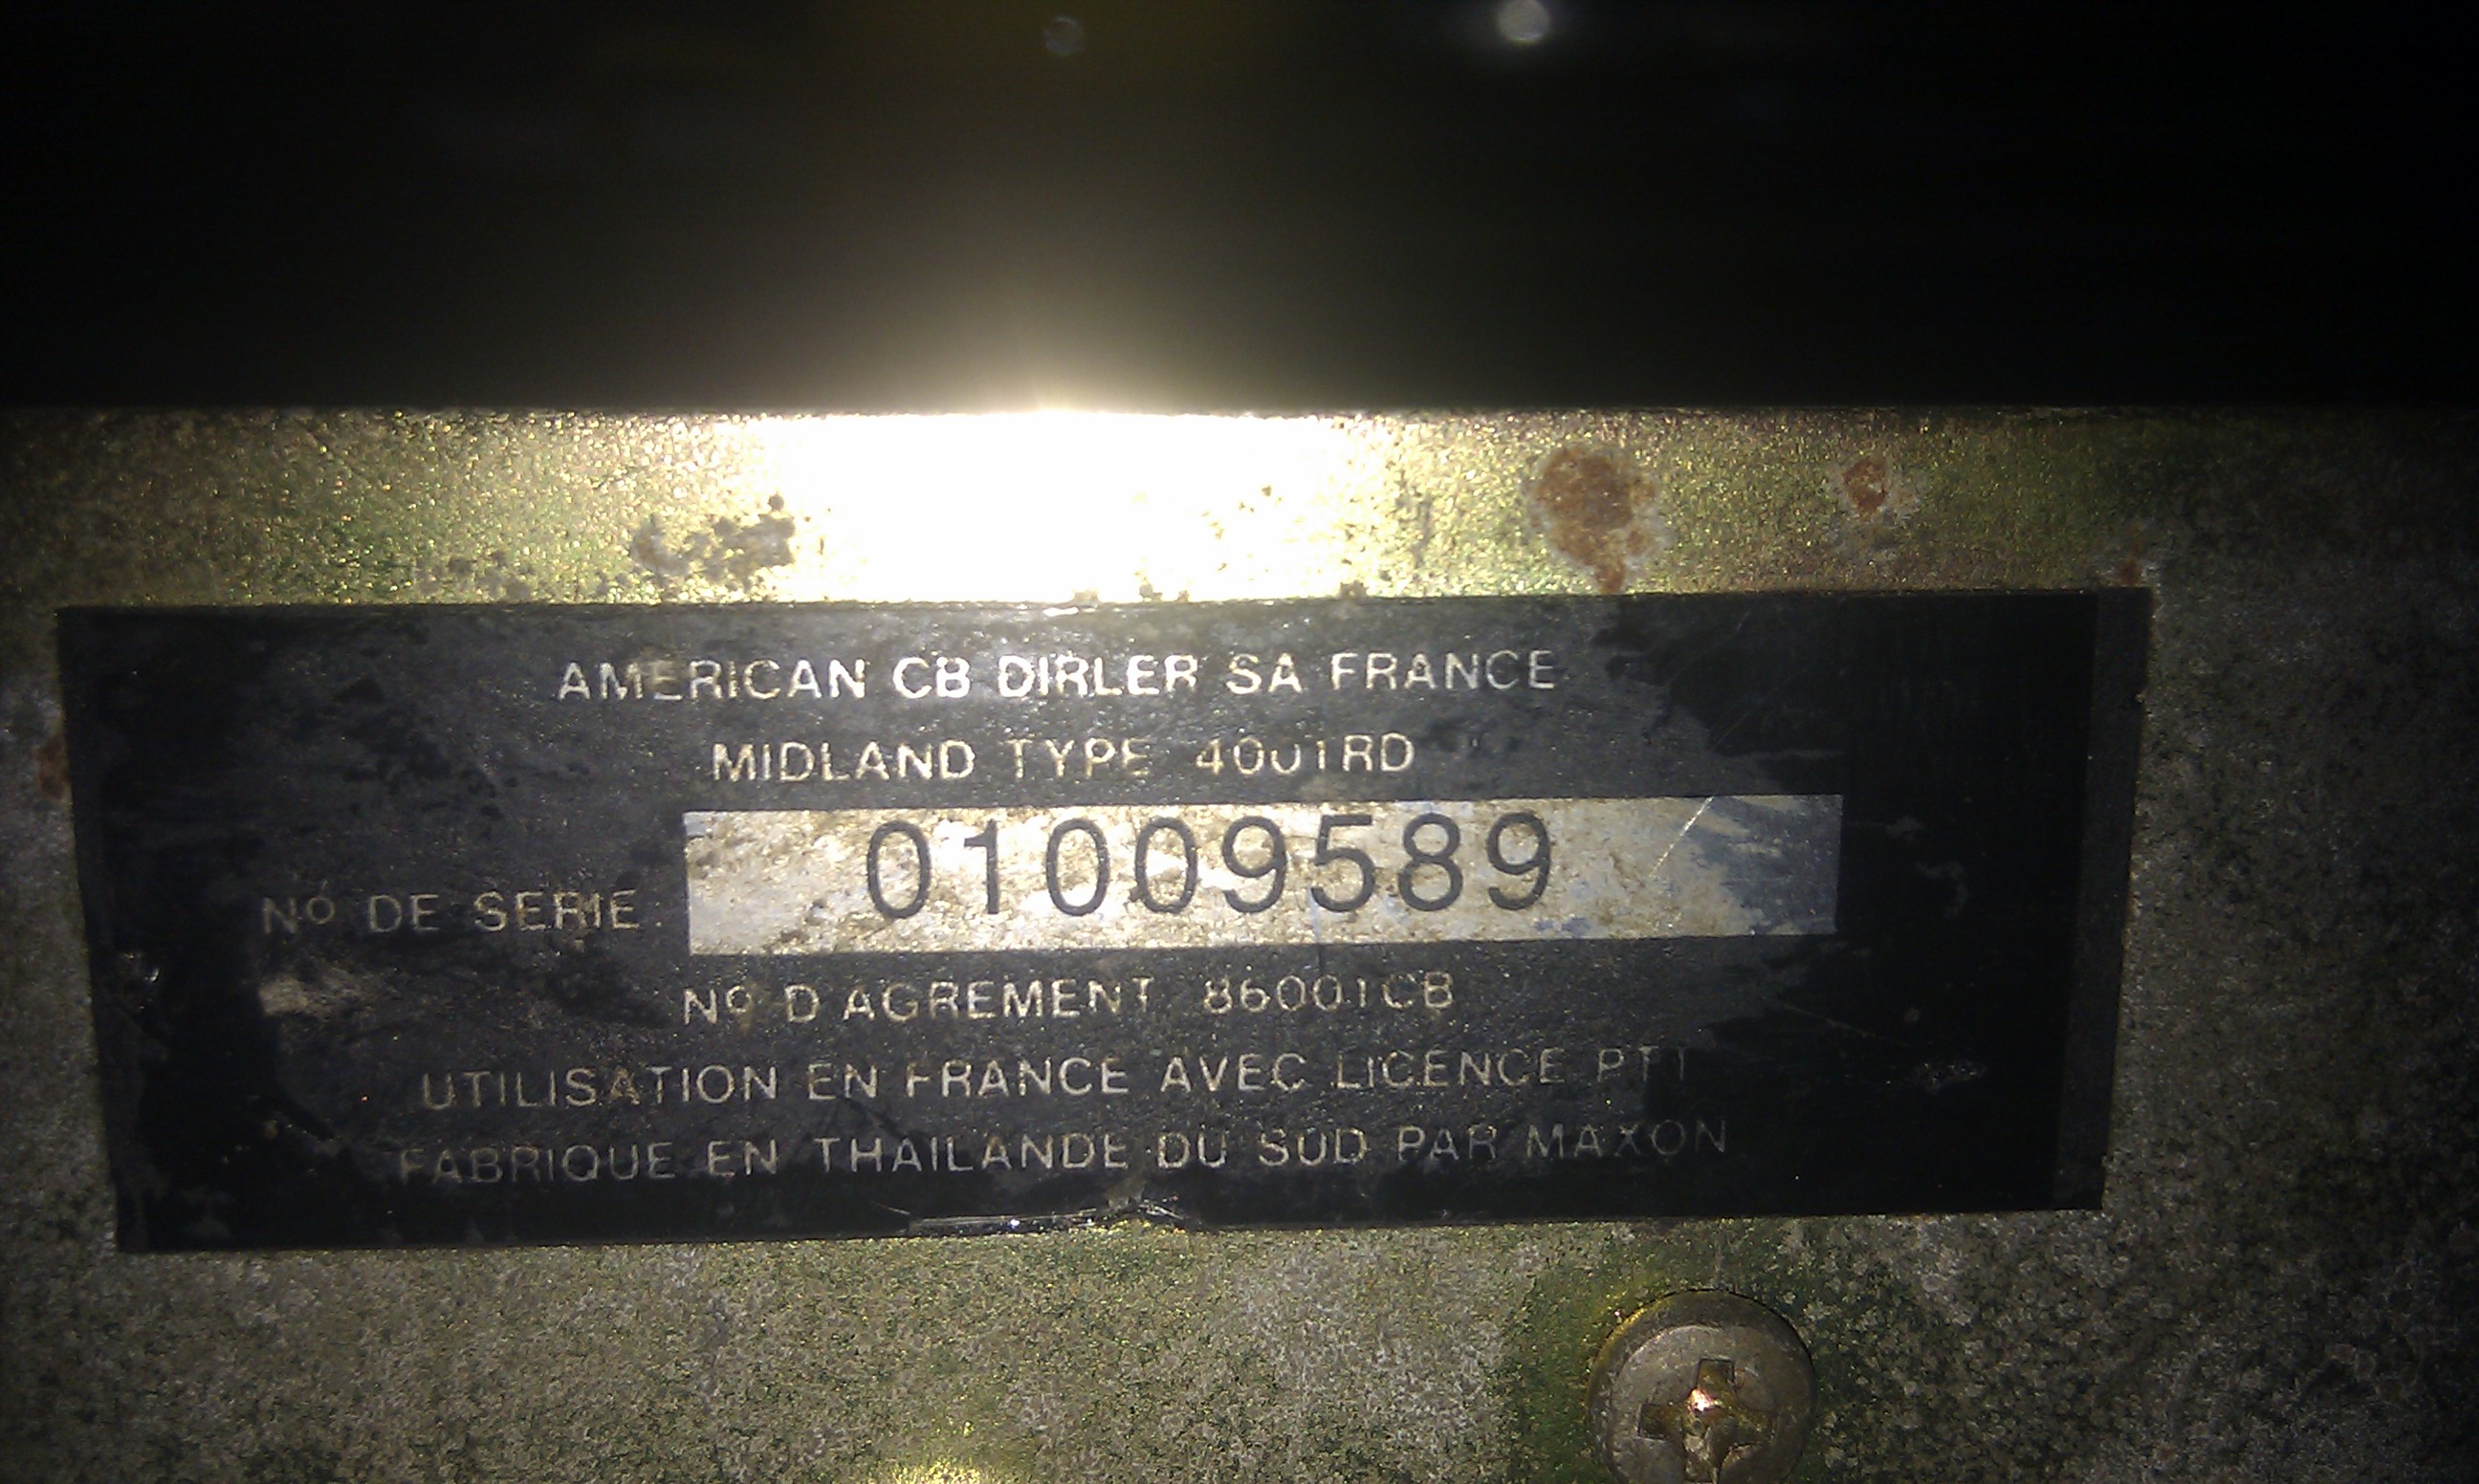 AMERICAN CB DIRLER SA FRANCE
MIDLAND TYPE 4001RD
Nº DE SERIE 01009589
Nº D AGREMENT 86001CB
UTILISATION EN FRANCE AVEC LICENCE PTT
FABRIQUE EN THAILANDE DU SUD PAR MAXON